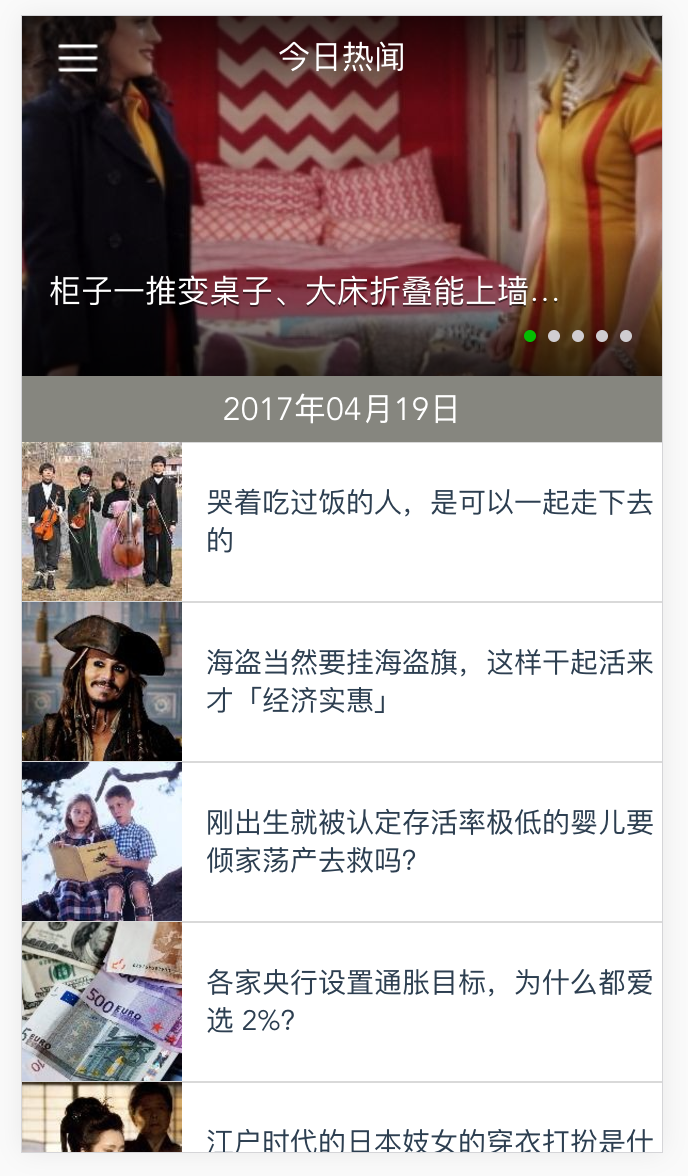 今日热闻
柜子一推变桌子、大床折叠能上墙…
2017年04月19日
哭着吃过饭的人，是可以一起走下去
的
海盗当然要挂海盗旗，这样干起活来
才「经济实惠」
刚出生就被认定存活率极低的婴儿要
倾家荡产去救吗？
各家央行设置通胀目标，为什么都爱
选 2%？
500 EURO
5 EURO
江户时代的日本妓女的穿衣打扮是什